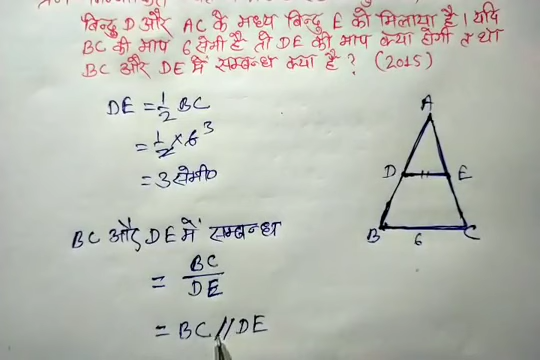 बिन्दु D और AC के मध्य बिन्दु E को मिलाया है। यदि
BC की माप 6 सेमी है तो DE की माप क्या होगी तथा
BC और DE में सम्बन्ध क्या है? (2015)
DE = 1/2 BC
= 1/2 × 6 3
= 3 सेमी०
BC और DE में सम्बन्ध
= BC/DE
= BC // DE
A
D E
B 6 C